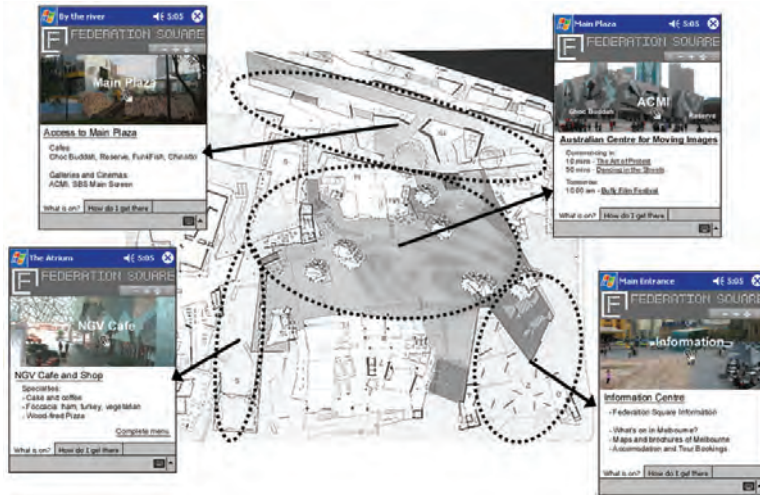 By the river 5:05
FEDERATION SQUARE
Main Plaza
Access to Main Plaza
Cafes:
Choc Buddah, Reserve, Fun4Fish, Chinotto
Galleries and Cinemas:
ACMI, SBS Main Screen
What is on? How do I get there
Main Plaza 5:05
FEDERATION SQUARE
Choc Buddah ACMI Reserve
Australian Centre for Moving Images
Commencing in:
10 mins - The Art of Protest
50 mins - Dancing in the Streets
Tomorrow:
10:00 am - Film Festival
What is on? How do I get there
The Atrium 5:05
FEDERATION SQUARE
NGV Cafe
NGV Cafe and Shop
Specialties:
- Cake and coffee
- Foccacia: ham, turkey, vegetarian
- Wood-fired Pizza
Complete menu
What is on? How do I get there
Main Entrance 5:05
FEDERATION SQUARE
Information
Information Centre
- Federation Square Information
- What's on in Melbourne?
- Maps and brochures of Melbourne
- Accomodation and Tour Bookings
What is on? How do I get there